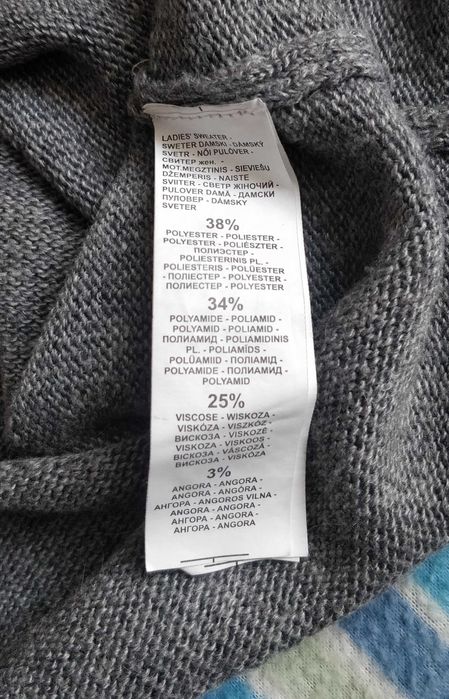 LADIES' SWEATER -
SWETER DAMSKI - DÁMSKÝ
SVETR - NŐI PULÓVER -
СВИТЕР жен. -
MOT.MEGZTINIS - SIEVIEŠU
DŽEMPERIS - NAISTE
SVIITER - СВЕТР ЖІНОЧИЙ -
PULOVER DAMĂ - ДАМСКИ
ПУЛОВЕР - DÁMSKY
SVETER
38%
POLYESTER - POLIESTER -
POLYESTER - POLIÉSZTER -
ПОЛИЭСТЕР -
POLIESTERINIS PL. -
POLIESTERIS - POLÜESTER
- ПОЛІЕСТЕР - POLYESTER
- ПОЛИЕСТЕР - POLYESTER
34%
POLYAMIDE - POLIAMID -
POLYAMID - POLIAMID -
ПОЛИАМИД - POLIAMIDINIS
PL. - POLIAMĪDS -
POLÜAMIID - ПОЛІАМІД -
POLYAMIDE - ПОЛИАМИД -
POLYAMID
25%
VISCOSE - WISKOZA -
VISKÓZA - VISZKÓZ -
ВИСКОЗА - VISKOZĖ -
VISKOZA - VISKOOS -
ВІСКОЗА - VÂSCOZĂ -
ВИСКОЗА - VISKÓZA
3%
ANGORA - ANGORA -
ANGORA - ANGÓRA -
АНГОРА - ANGOROS VILNA -
ANGORA - ANGORA -
АНГОРА - ANGORA -
АНГОРА - ANGORA